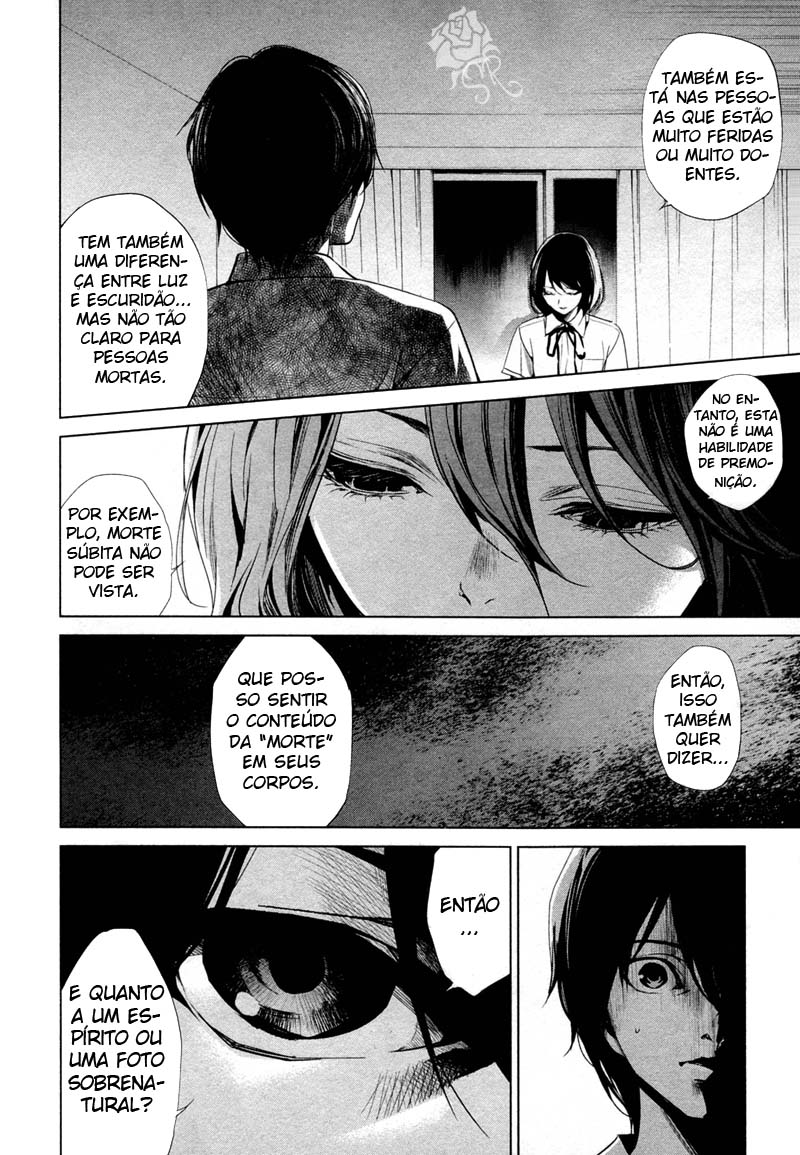 TAMBÉM ES-
TÁ NAS PESSO-
AS QUE ESTÃO
MUITO FERIDAS
OU MUITO DO-
ENTES.
TEM TAMBÉM
UMA DIFEREN-
ÇA ENTRE LUZ
E ESCURIDÃO...
MAS NÃO TÃO
CLARO PARA
PESSOAS
MORTAS.
NO EN-
TANTO, ESTA
NÃO É UMA
HABILIDADE
DE PREMO-
NIÇÃO.
POR EXEM-
PLO, MORTE
SÚBITA NÃO
PODE SER
VISTA.
ENTÃO,
ISSO
TAMBÉM
QUER
DIZER...
QUE POS-
SO SENTIR
O CONTEÚDO
DA "MORTE"
EM SEUS
CORPOS.
ENTÃO
...
E QUANTO
A UM ES-
PÍRITO OU
UMA FOTO
SOBRENA-
TURAL?